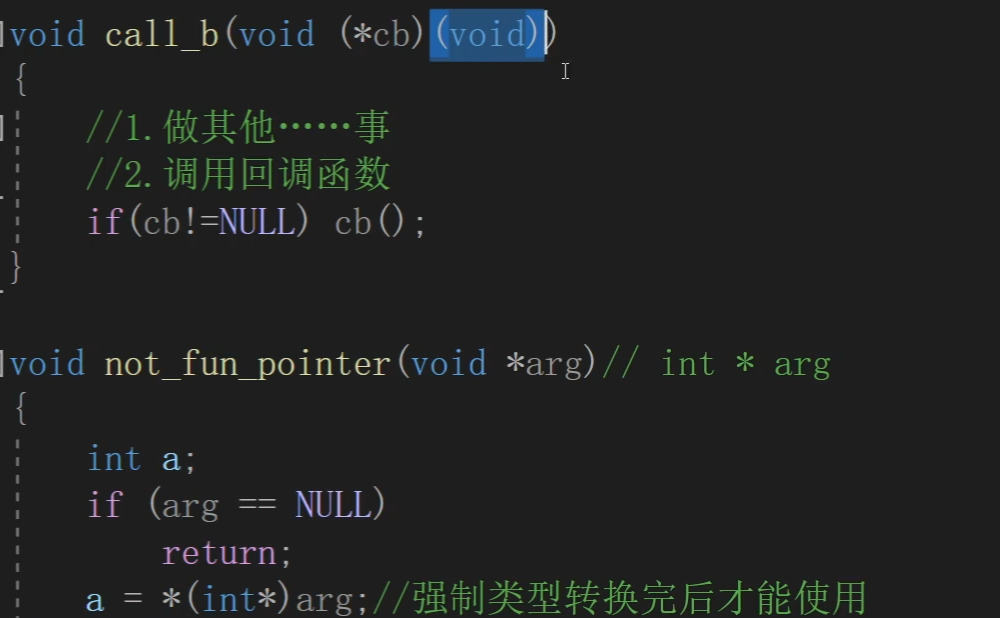 void call_b(void (*cb)(void))
{
//1.做其他……事
//2.调用回调函数
if(cb!=NULL) cb();
}
void not_fun_pointer(void *arg)// int * arg
{
int a;
if (arg == NULL)
return;
a = *(int*)arg;//强制类型转换完后才能使用